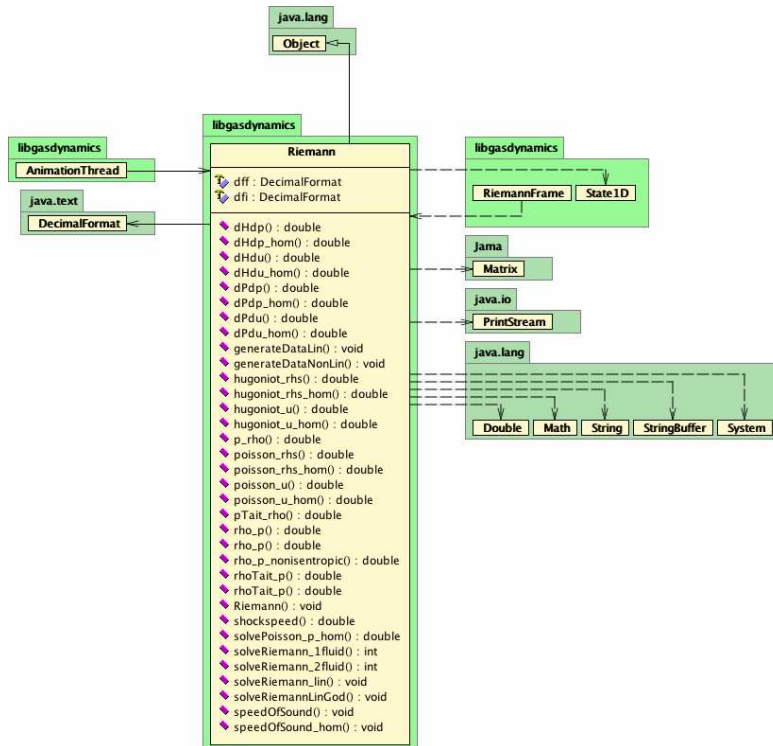 java.lang
Object
libgasdynamics
AnimationThread
java.text
DecimalFormat
libgasdynamics
Riemann
dff : DecimalFormat
dfi : DecimalFormat
dHdp() : double
dHdp_hom() : double
dHdu() : double
dHdu_hom() : double
dPdp() : double
dPdp_hom() : double
dPdu() : double
dPdu_hom() : double
generateDataLin() : void
generateDataNonLin() : void
hugoniot_rhs() : double
hugoniot_rhs_hom() : double
hugoniot_u() : double
hugoniot_u_hom() : double
p_rho() : double
poisson_rhs() : double
poisson_rhs_hom() : double
poisson_u() : double
poisson_u_hom() : double
pTait_rho() : double
rho_p() : double
rho_p() : double
rho_p_nonisentropic() : double
rhoTait_p() : double
rhoTait_p() : double
Riemann() : void
shockspeed() : double
solvePoisson_p_hom() : double
solveRiemann_1fluid() : int
solveRiemann_2fluid() : int
solveRiemann_lin() : void
solveRiemannLinGod() : void
speedOfSound() : void
speedOfSound_hom() : void
libgasdynamics
RiemannFrame State1D
Jama
Matrix
java.io
PrintStream
java.lang
Double Math String StringBuffer System